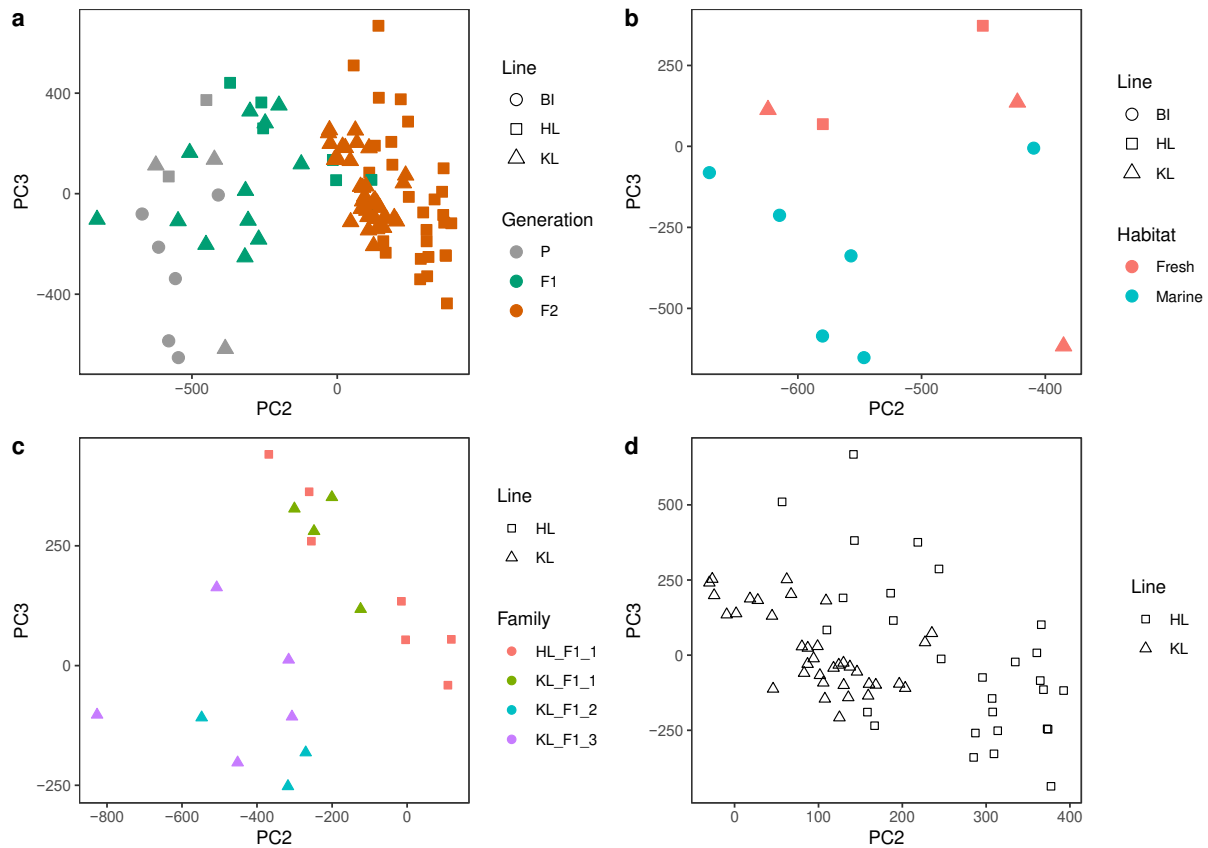 a
PC3
400
0
−400
−500
0
PC2
Line
BI
HL
KL
Generation
P
F1
F2
b
PC3
250
0
−250
−500
−600
−500
−400
PC2
Line
BI
HL
KL
Habitat
Fresh
Marine
c
PC3
250
0
−250
−800
−600
−400
−200
0
PC2
Line
HL
KL
Family
HL_F1_1
KL_F1_1
KL_F1_2
KL_F1_3
d
PC3
500
250
0
−250
0
100
200
300
400
PC2
Line
HL
KL